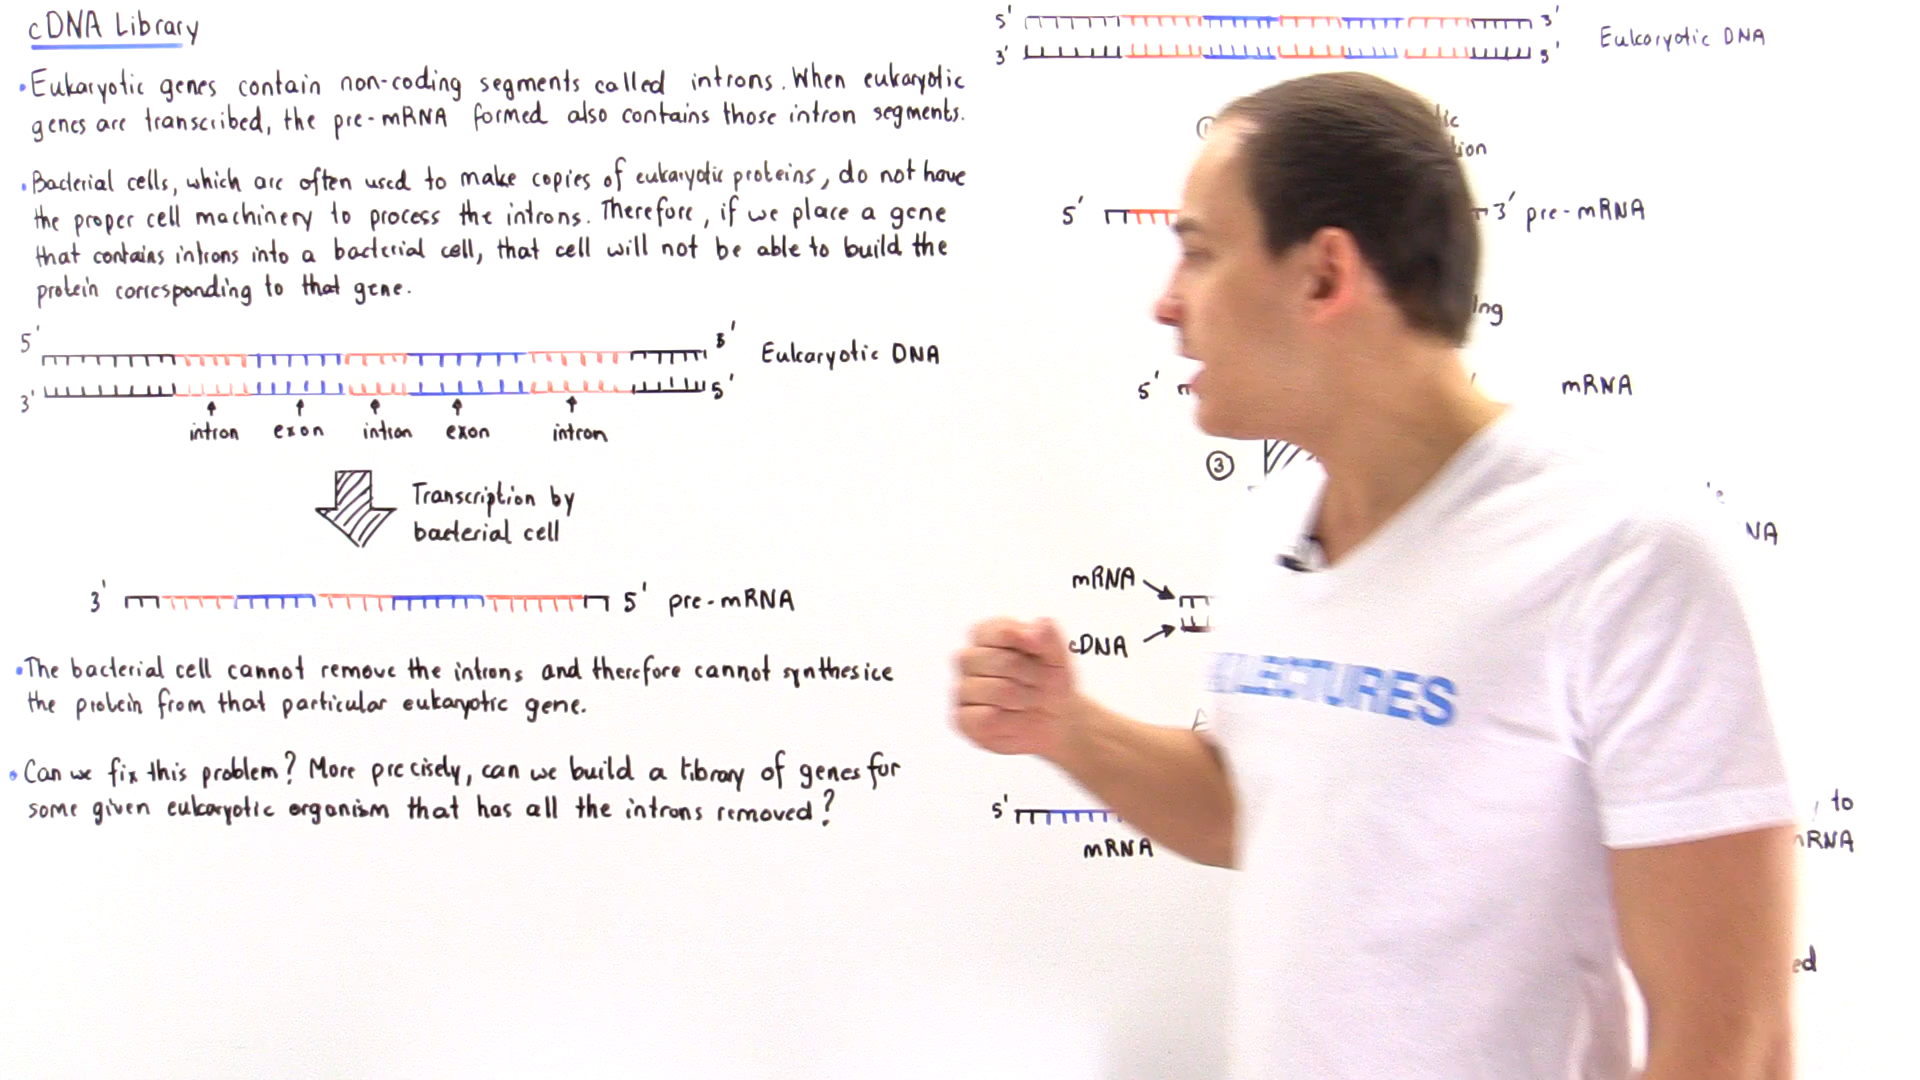 cDNA Library
• Eukaryotic genes contain non-coding segments called introns. When eukaryotic
genes are transcribed, the pre-mRNA formed also contains those intron segments.
• Bacterial cells, which are often used to make copies of eukaryotic proteins, do not have
the proper cell machinery to process the introns. Therefore, if we place a gene
that contains introns into a bacterial cell, that cell will not be able to build the
protein corresponding to that gene.
5' 3' Eukaryotic DNA
3' 5'
intron exon intron exon intron
Transcription by
bacterial cell
3' 5' pre-mRNA
• The bacterial cell cannot remove the introns and therefore cannot synthesice
the protein from that particular eukaryotic gene.
• Can we fix this problem? More precisely, can we build a library of genes for
some given eukaryotic organism that has all the introns removed?
5' 3'
3' 5' Eukaryotic DNA
①
5' 3' pre-mRNA
5' mRNA
③
mRNA
cDNA
LECTURES
5' to
mRNA